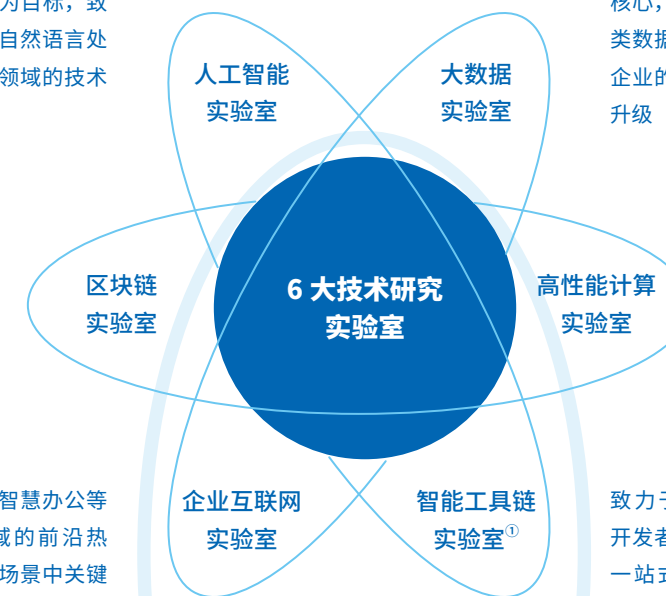 为目标，致
自然语言处
领域的技术
核心，
类数据
企业的
升级
人工智能
实验室
大数据
实验室
区块链
实验室
6 大技术研究
实验室
高性能计算
实验室
智慧办公等
域的前沿热
场景中关键
企业互联网
实验室
智能工具链
实验室①
致力于
开发者
一站式